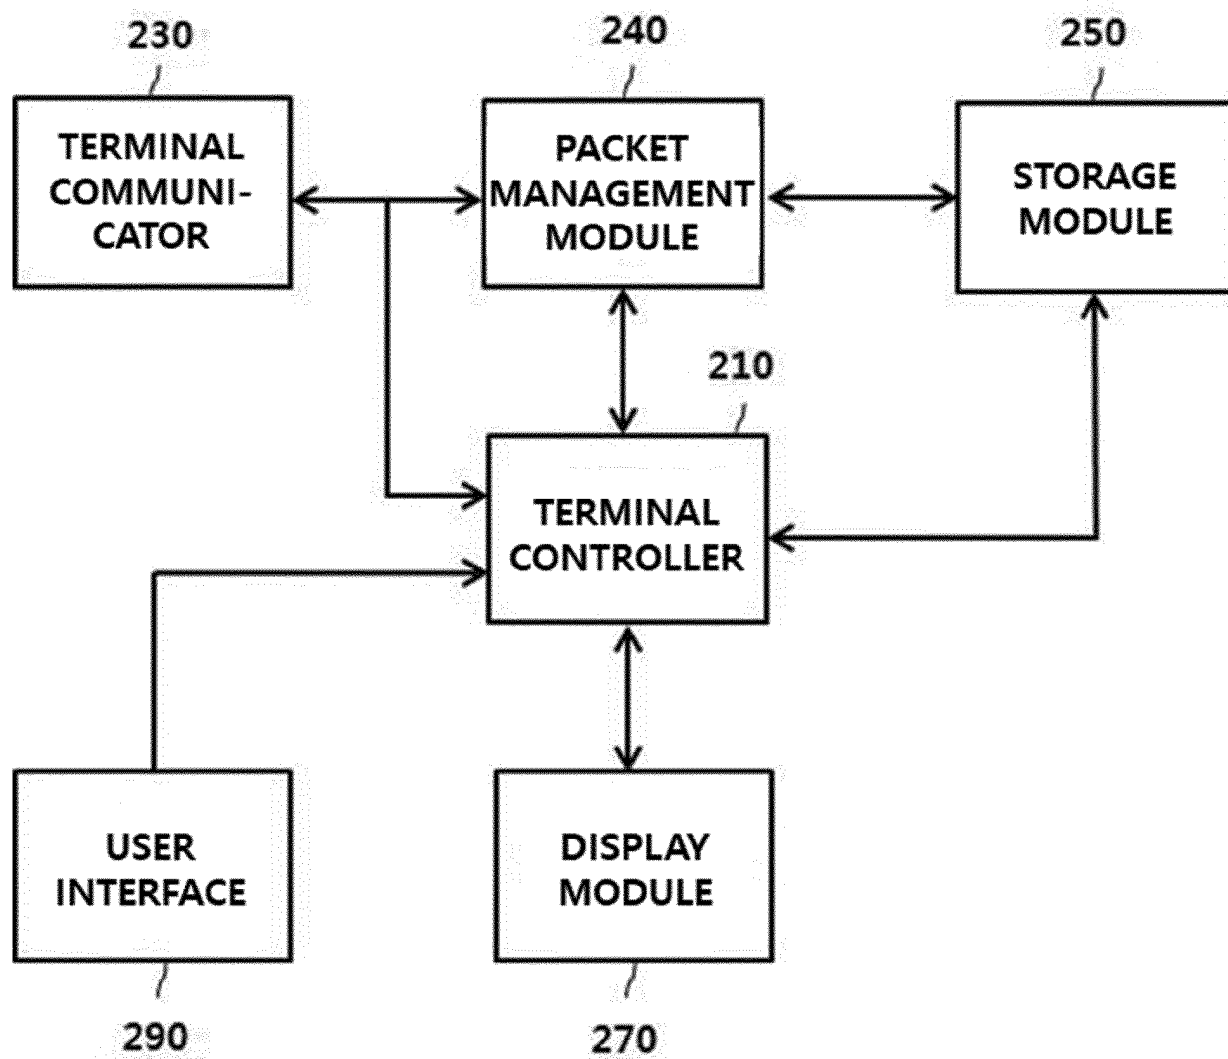 230
240
250
TERMINAL
COMMUNI-
CATOR
PACKET
MANAGEMENT
MODULE
STORAGE
MODULE
210
TERMINAL
CONTROLLER
USER
INTERFACE
DISPLAY
MODULE
290
270